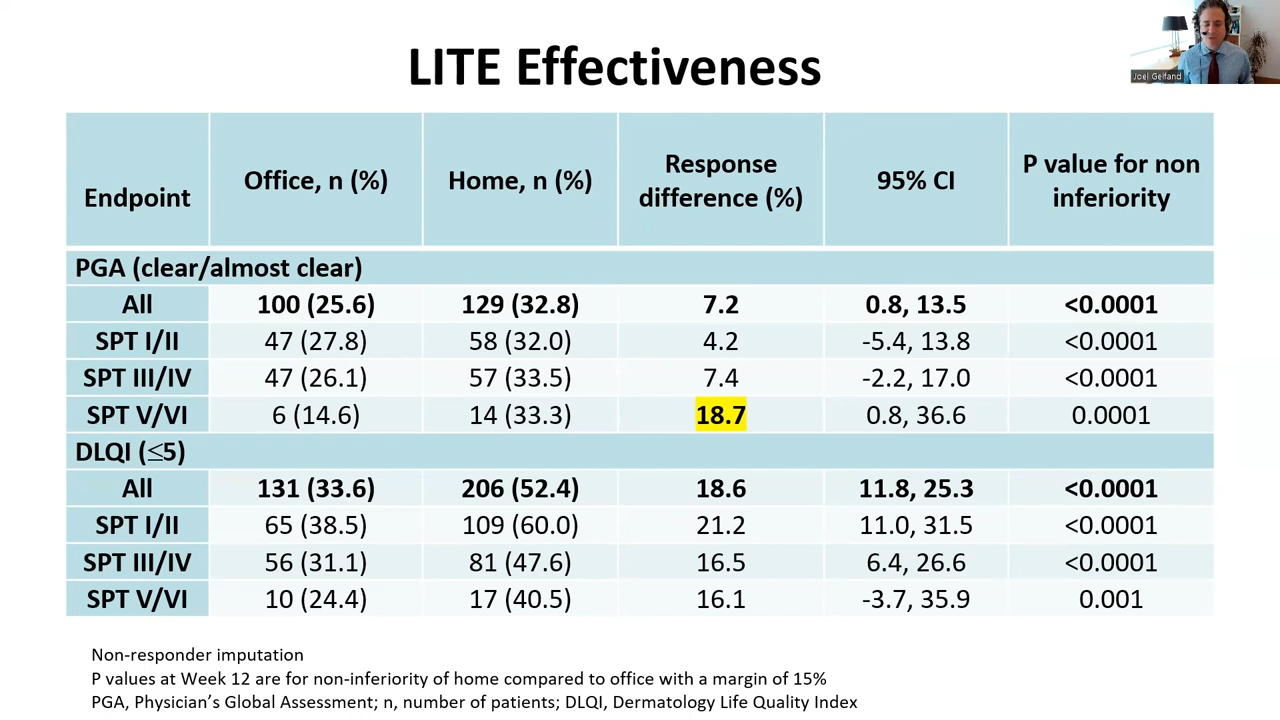 Joel Gelfand
LITE Effectiveness
Endpoint Office, n (%) Home, n (%) Response difference (%) 95% CI P value for non inferiority
PGA (clear/almost clear)
All 100 (25.6) 129 (32.8) 7.2 0.8, 13.5 <0.0001
SPT I/II 47 (27.8) 58 (32.0) 4.2 -5.4, 13.8 <0.0001
SPT III/IV 47 (26.1) 57 (33.5) 7.4 -2.2, 17.0 <0.0001
SPT V/VI 6 (14.6) 14 (33.3) 18.7 0.8, 36.6 0.0001
DLQI (≤5)
All 131 (33.6) 206 (52.4) 18.6 11.8, 25.3 <0.0001
SPT I/II 65 (38.5) 109 (60.0) 21.2 11.0, 31.5 <0.0001
SPT III/IV 56 (31.1) 81 (47.6) 16.5 6.4, 26.6 <0.0001
SPT V/VI 10 (24.4) 17 (40.5) 16.1 -3.7, 35.9 0.001
Non-responder imputation
P values at Week 12 are for non-inferiority of home compared to office with a margin of 15%
PGA, Physician’s Global Assessment; n, number of patients; DLQI, Dermatology Life Quality Index